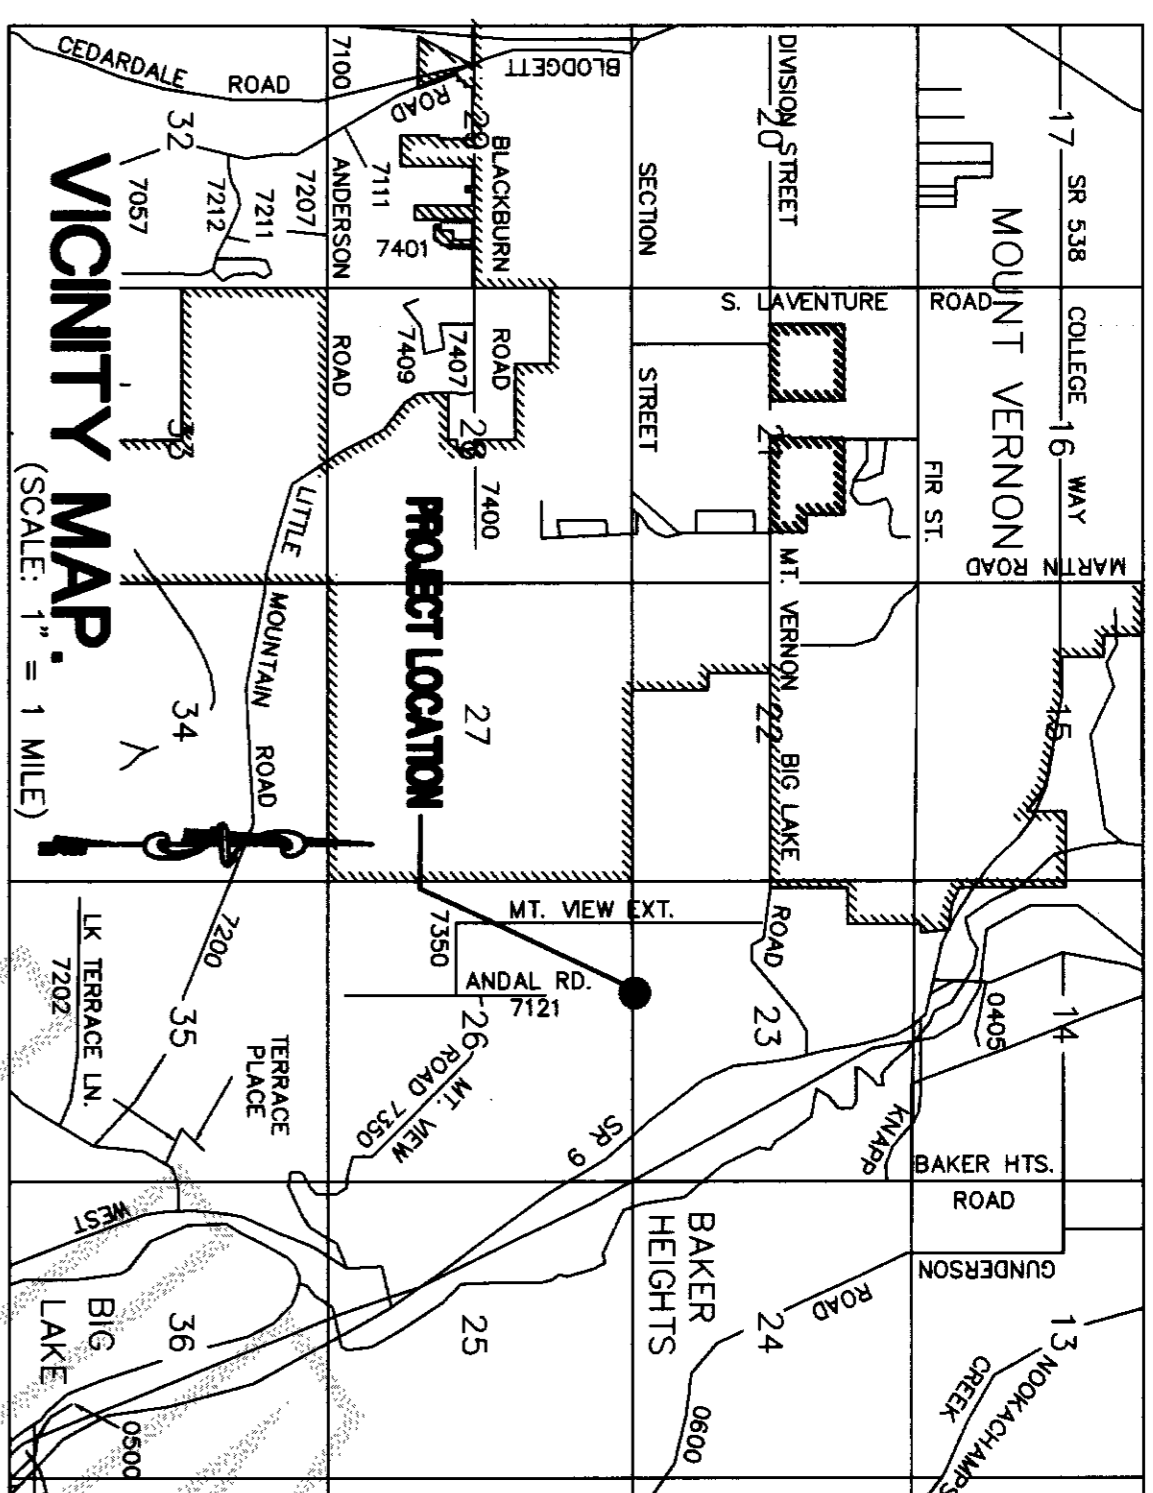 17
SR 538
COLLEGE
16
WAY
15
14
13
MOUNT VERNON
MARTIN ROAD
FIR ST.
0405
KNAPP
BAKER HTS.
ROAD
GUNDERSON
ROAD
NOOKACHAMPS
CREEK
DIVISION STREET
20
S. LAVENTURE ROAD
21
MT. VERNON
22
BIG LAKE
ROAD
23
24
BLODGETT
SECTION
STREET
BAKER
HEIGHTS
0600
BLACKBURN
ROAD
29
28
7400
27
MT. VIEW EXT.
7350
ANDAL RD.
7121
26
MT. VIEW
ROAD 7350
SR 9
25
PROJECT LOCATION
CEDARDALE
ROAD
7100
ROAD
ANDERSON
ROAD
7111
7401
7407
7409
7207
7211
7212
7057
32
33
LITTLE
MOUNTAIN
ROAD
34
7200
35
LK TERRACE LN.
7202
TERRACE
PLACE
WEST
36
BIG
LAKE
0500
VICINITY MAP.
(SCALE: 1" = 1 MILE)